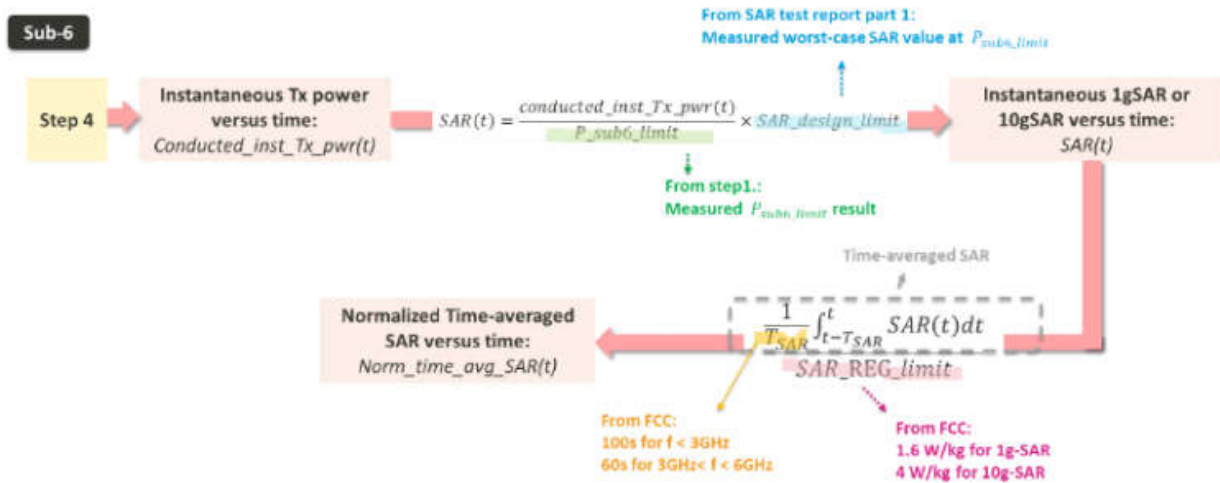 Sub-6
From SAR test report part 1:
Measured worst-case SAR value at P_sub6_limit
Step 4
Instantaneous Tx power
versus time:
Conducted_inst_Tx_pwr(t)
SAR(t) = conducted_inst_Tx_pwr(t) / P_sub6_limit × SAR_design_limit
Instantaneous 1gSAR or
10gSAR versus time:
SAR(t)
From step1.:
Measured P_sub6_limit result
Time-averaged SAR
Normalized Time-averaged
SAR versus time:
Norm_time_avg_SAR(t)
1/T_SAR ∫_{t−T_SAR}^{t} SAR(t)dt
SAR_REG_limit
From FCC:
100s for f < 3GHz
60s for 3GHz< f < 6GHz
From FCC:
1.6 W/kg for 1g-SAR
4 W/kg for 10g-SAR